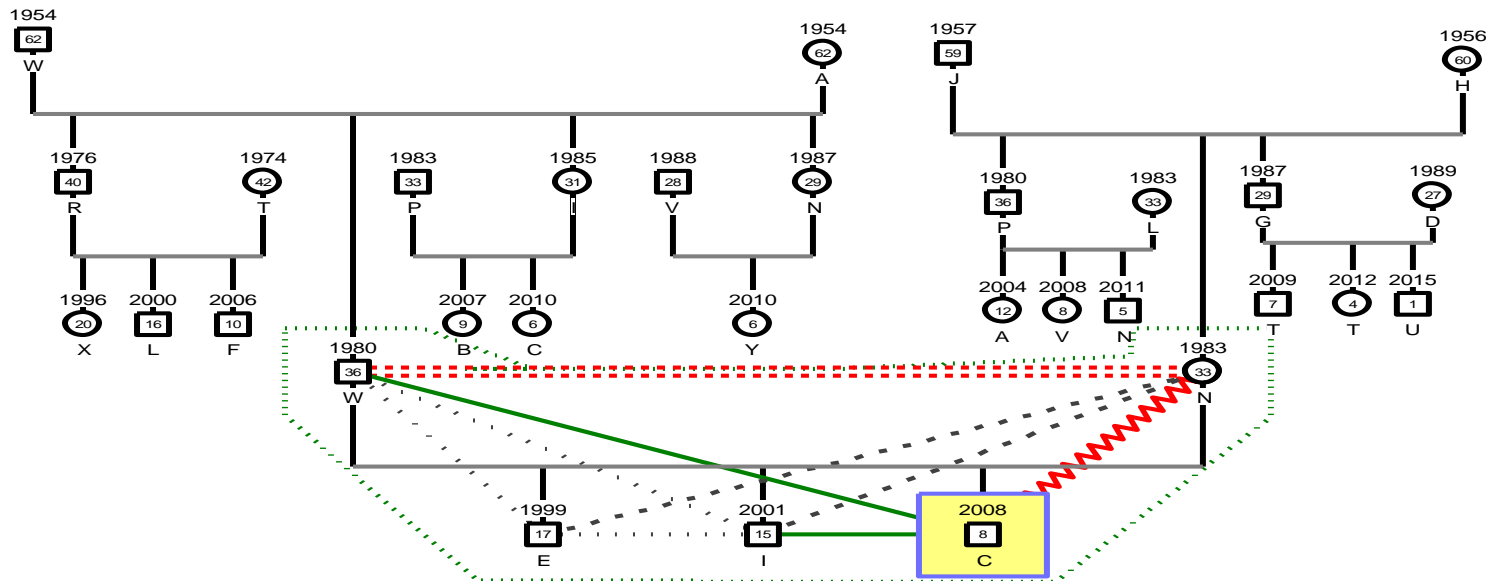 1954
62
W
1954
62
A
1957
59
J
1956
60
H
1976
40
R
1974
42
T
1983
33
P
1985
31
I
1988
28
V
1987
29
N
1980
36
P
1983
33
L
1987
29
G
1989
27
D
1996
20
X
2000
16
L
2006
10
F
2007
9
B
2010
6
C
2010
6
Y
2004
12
A
2008
8
V
2011
5
N
2009
7
T
2012
4
T
2015
1
U
1980
36
W
1983
33
N
1999
17
E
2001
15
I
2008
8
C